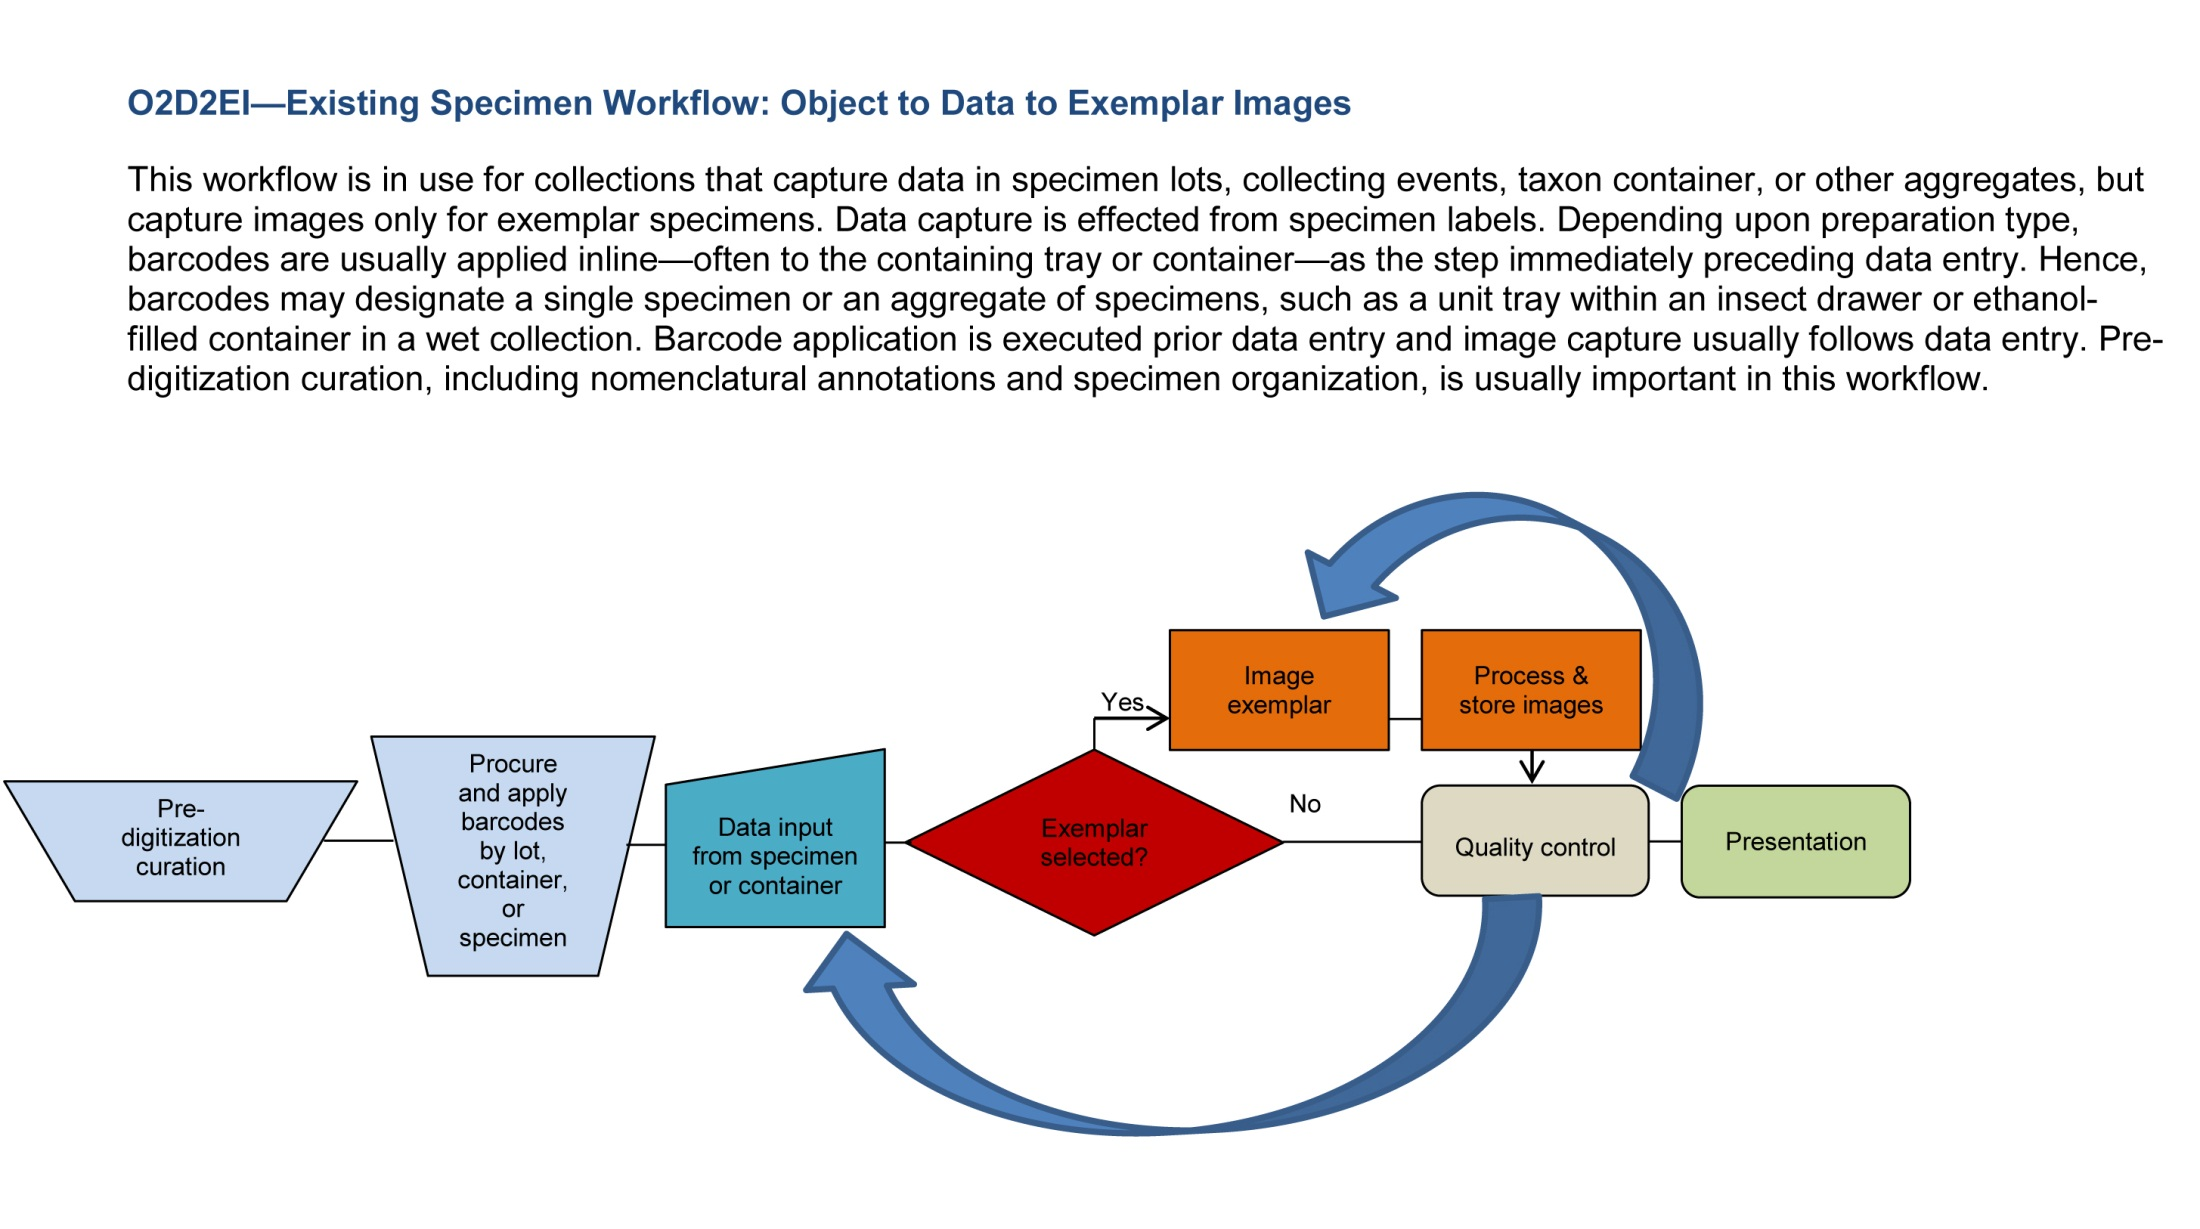 O2D2EI—Existing Specimen Workflow: Object to Data to Exemplar Images
This workflow is in use for collections that capture data in specimen lots, collecting events, taxon container, or other aggregates, but
capture images only for exemplar specimens. Data capture is effected from specimen labels. Depending upon preparation type,
barcodes are usually applied inline—often to the containing tray or container—as the step immediately preceding data entry. Hence,
barcodes may designate a single specimen or an aggregate of specimens, such as a unit tray within an insect drawer or ethanol-
filled container in a wet collection. Barcode application is executed prior data entry and image capture usually follows data entry. Pre-
digitization curation, including nomenclatural annotations and specimen organization, is usually important in this workflow.
Pre-
digitization
curation
Procure
and apply
barcodes
by lot,
container,
or
specimen
Data input
from specimen
or container
Exemplar
selected?
Yes
Image
exemplar
Process &
store images
No
Quality control
Presentation